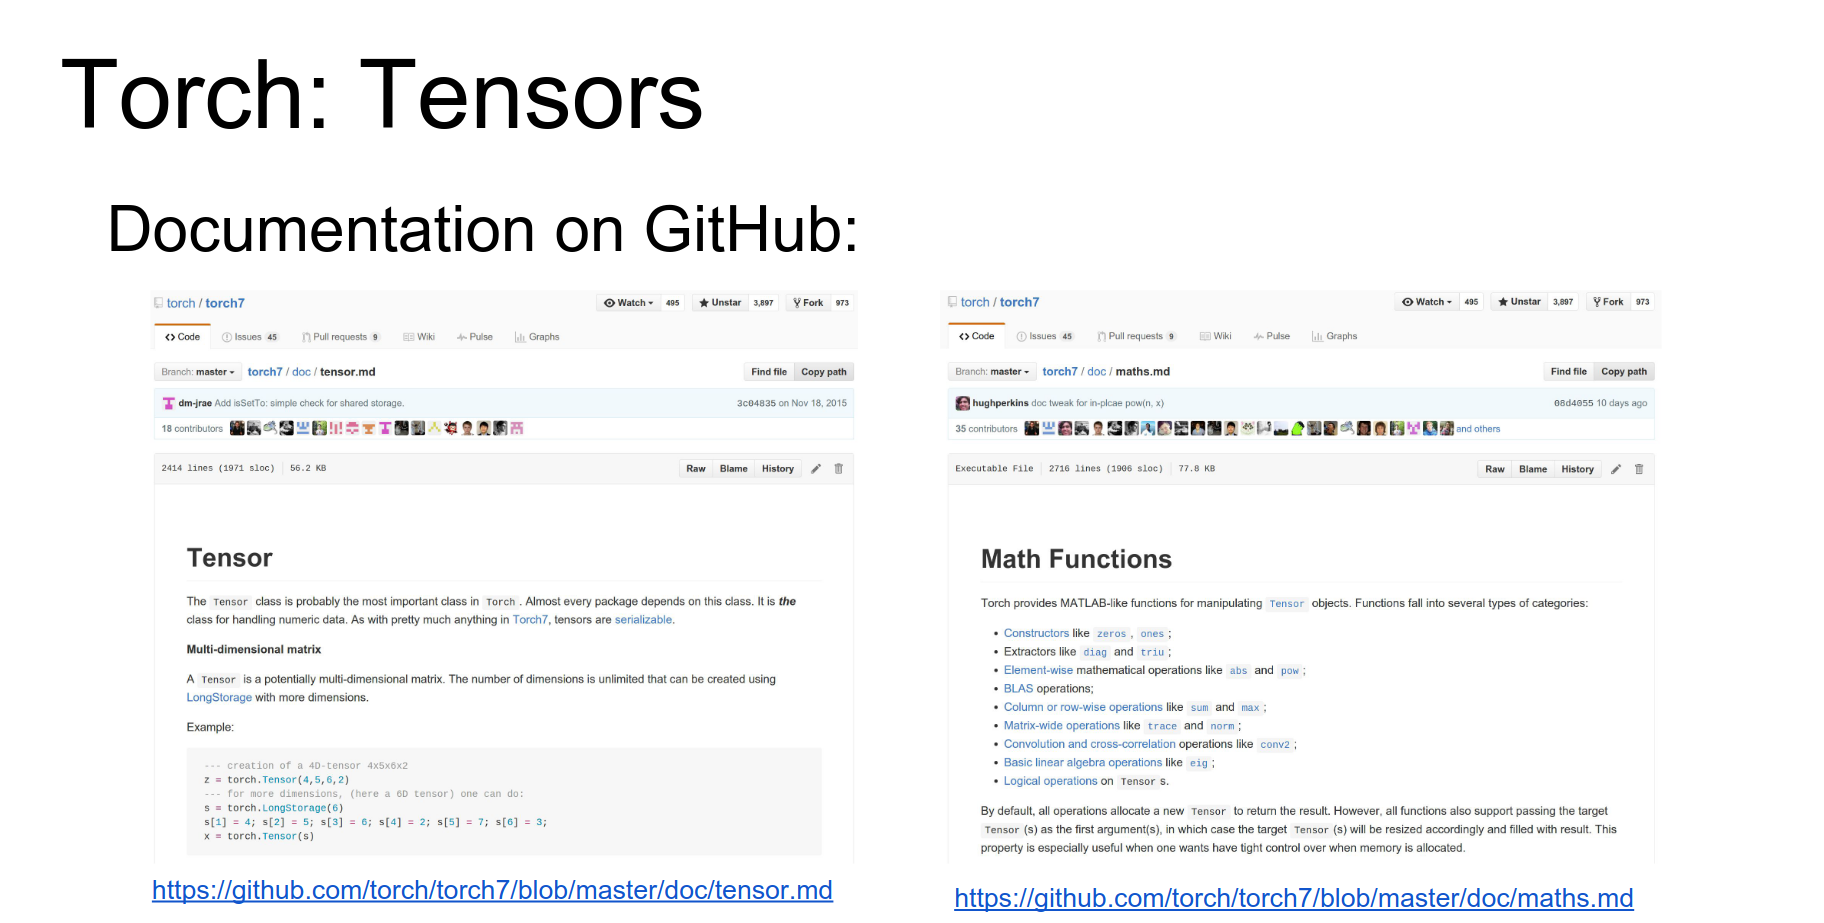 Torch: Tensors
Documentation on GitHub:
torch / torch7
Watch 495 Unstar 3,897 Fork 973
Code Issues 45 Pull requests 9 Wiki Pulse Graphs
Branch: master torch7 / doc / tensor.md Find file Copy path
dm-jrae Add isSetTo: simple check for shared storage. 3c04835 on Nov 18, 2015
18 contributors
2414 lines (1971 sloc) 56.2 KB Raw Blame History
Tensor
The Tensor class is probably the most important class in Torch . Almost every package depends on this class. It is the
class for handling numeric data. As with pretty much anything in Torch7, tensors are serializable.
Multi-dimensional matrix
A Tensor is a potentially multi-dimensional matrix. The number of dimensions is unlimited that can be created using
LongStorage with more dimensions.
Example:
--- creation of a 4D-tensor 4x5x6x2
z = torch.Tensor(4,5,6,2)
--- for more dimensions, (here a 6D tensor) one can do:
s = torch.LongStorage(6)
s[1] = 4; s[2] = 5; s[3] = 6; s[4] = 2; s[5] = 7; s[6] = 3;
x = torch.Tensor(s)
https://github.com/torch/torch7/blob/master/doc/tensor.md
torch / torch7
Watch 495 Unstar 3,897 Fork 973
Code Issues 45 Pull requests 9 Wiki Pulse Graphs
Branch: master torch7 / doc / maths.md Find file Copy path
hughperkins doc tweak for in-plcae pow(n, x) 08d4055 10 days ago
35 contributors and others
Executable File 2716 lines (1906 sloc) 77.8 KB Raw Blame History
Math Functions
Torch provides MATLAB-like functions for manipulating Tensor objects. Functions fall into several types of categories:
• Constructors like zeros , ones ;
• Extractors like diag and triu ;
• Element-wise mathematical operations like abs and pow ;
• BLAS operations;
• Column or row-wise operations like sum and max ;
• Matrix-wide operations like trace and norm ;
• Convolution and cross-correlation operations like conv2 ;
• Basic linear algebra operations like eig ;
• Logical operations on Tensor s.
By default, all operations allocate a new Tensor to return the result. However, all functions also support passing the target
Tensor (s) as the first argument(s), in which case the target Tensor (s) will be resized accordingly and filled with result. This
property is especially useful when one wants have tight control over when memory is allocated.
https://github.com/torch/torch7/blob/master/doc/maths.md